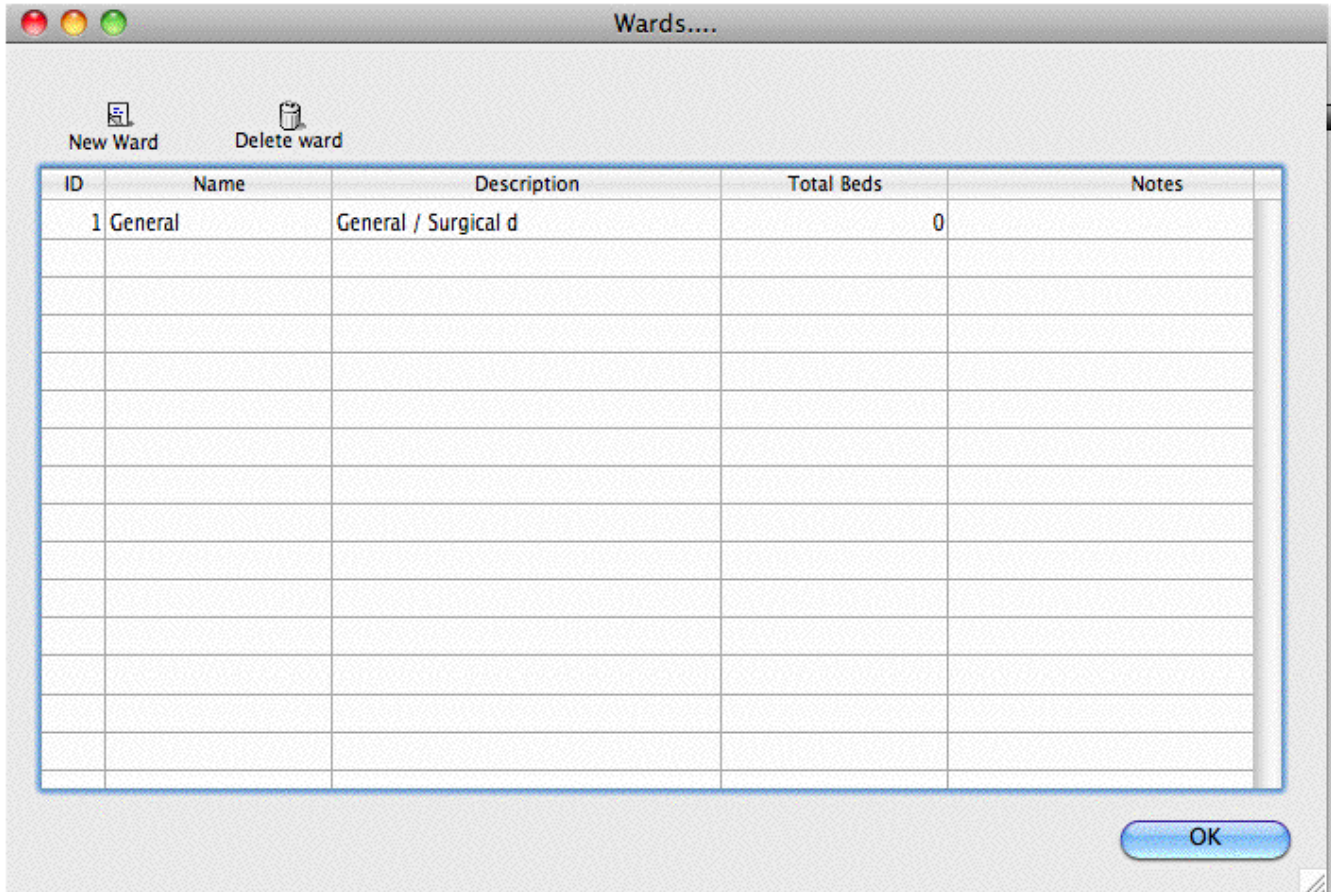 Wards....
New Ward Delete ward
ID Name Description Total Beds Notes
1 General General / Surgical d 0
OK